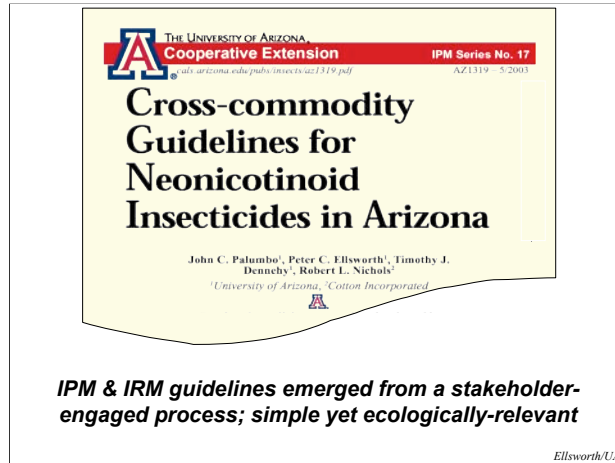 THE UNIVERSITY OF ARIZONA
Cooperative Extension IPM Series No. 17
cals.arizona.edu/pubs/insects/az1319.pdf AZ1319 – 5/2003
A
Cross-commodity
Guidelines for
Neonicotinoid
Insecticides in Arizona
John C. Palumbo¹, Peter C. Ellsworth¹, Timothy J.
Dennehy¹, Robert L. Nichols²
¹University of Arizona, ²Cotton Incorporated
A
IPM & IRM guidelines emerged from a stakeholder-
engaged process; simple yet ecologically-relevant
Ellsworth/U